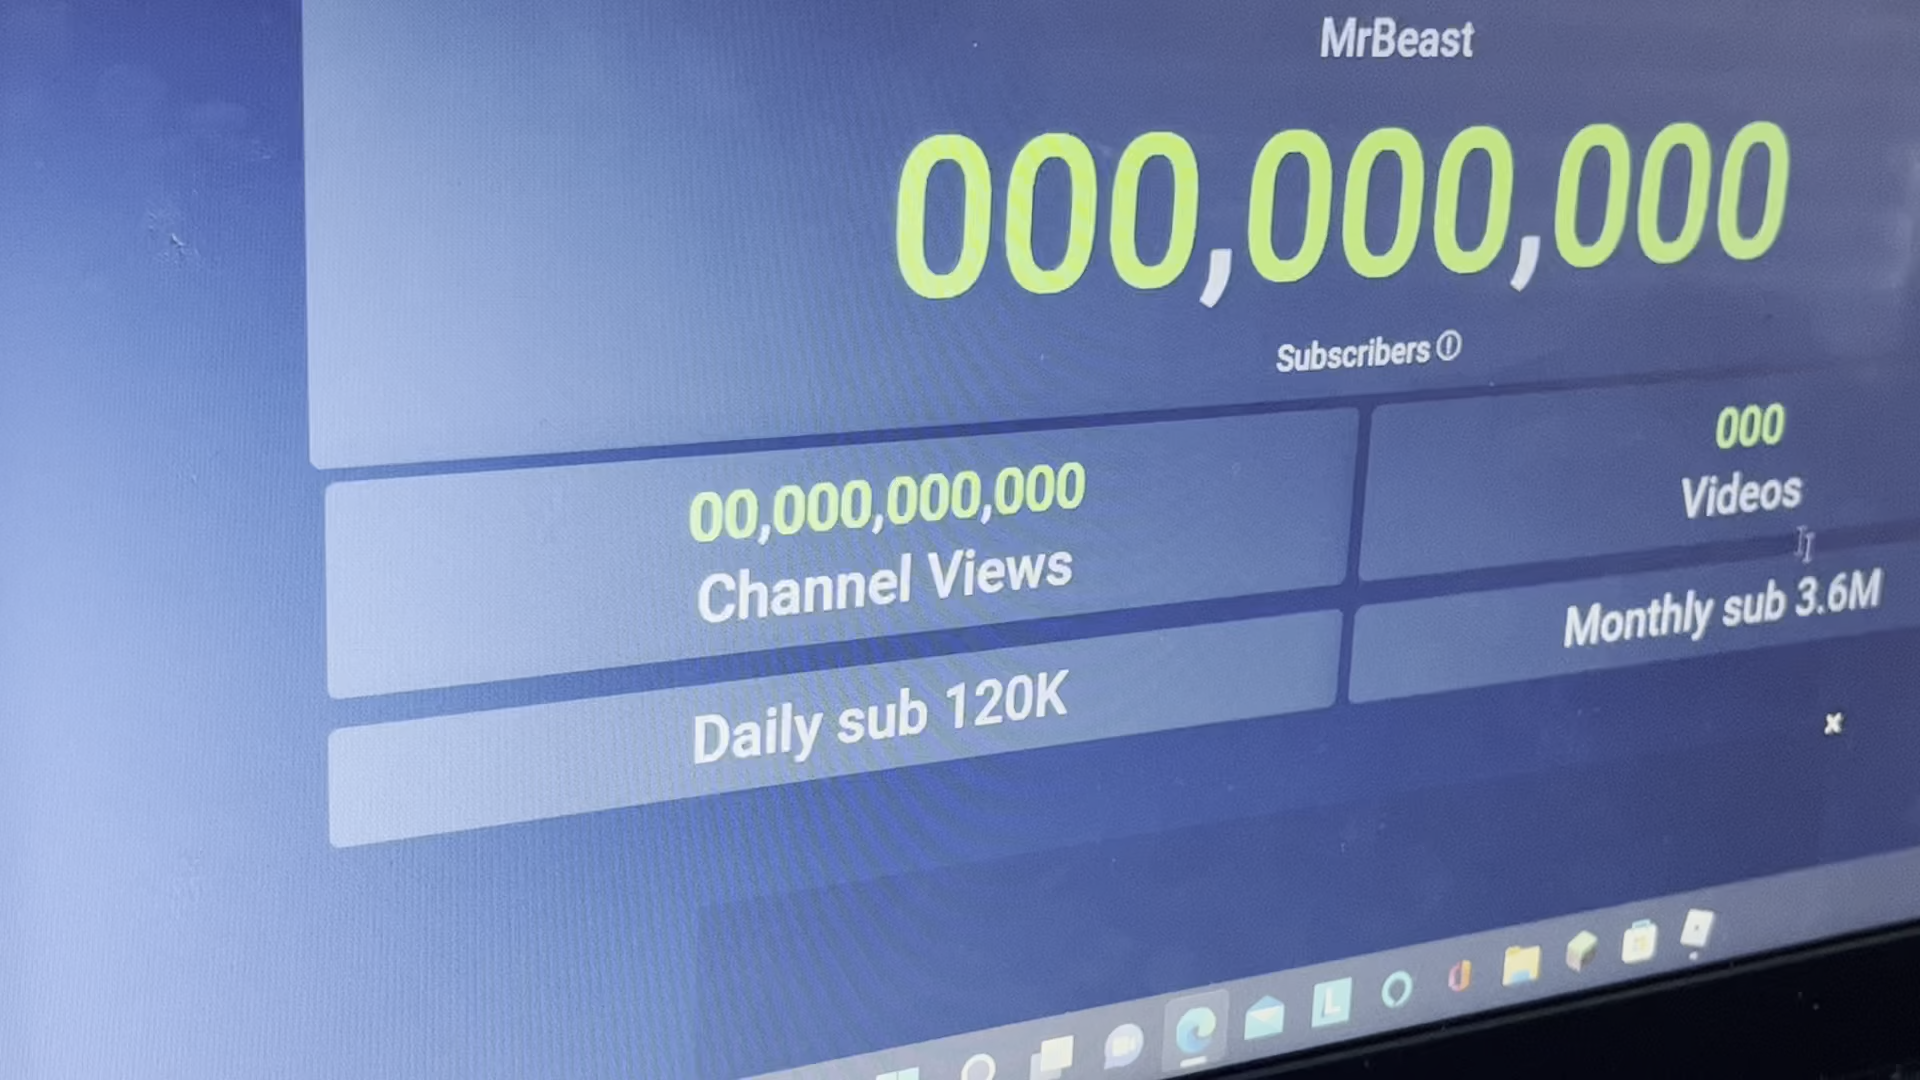 MrBeast
000,000,000
Subscribers
00,000,000,000
Channel Views
000
Videos
Daily sub 120K
Monthly sub 3.6M
L